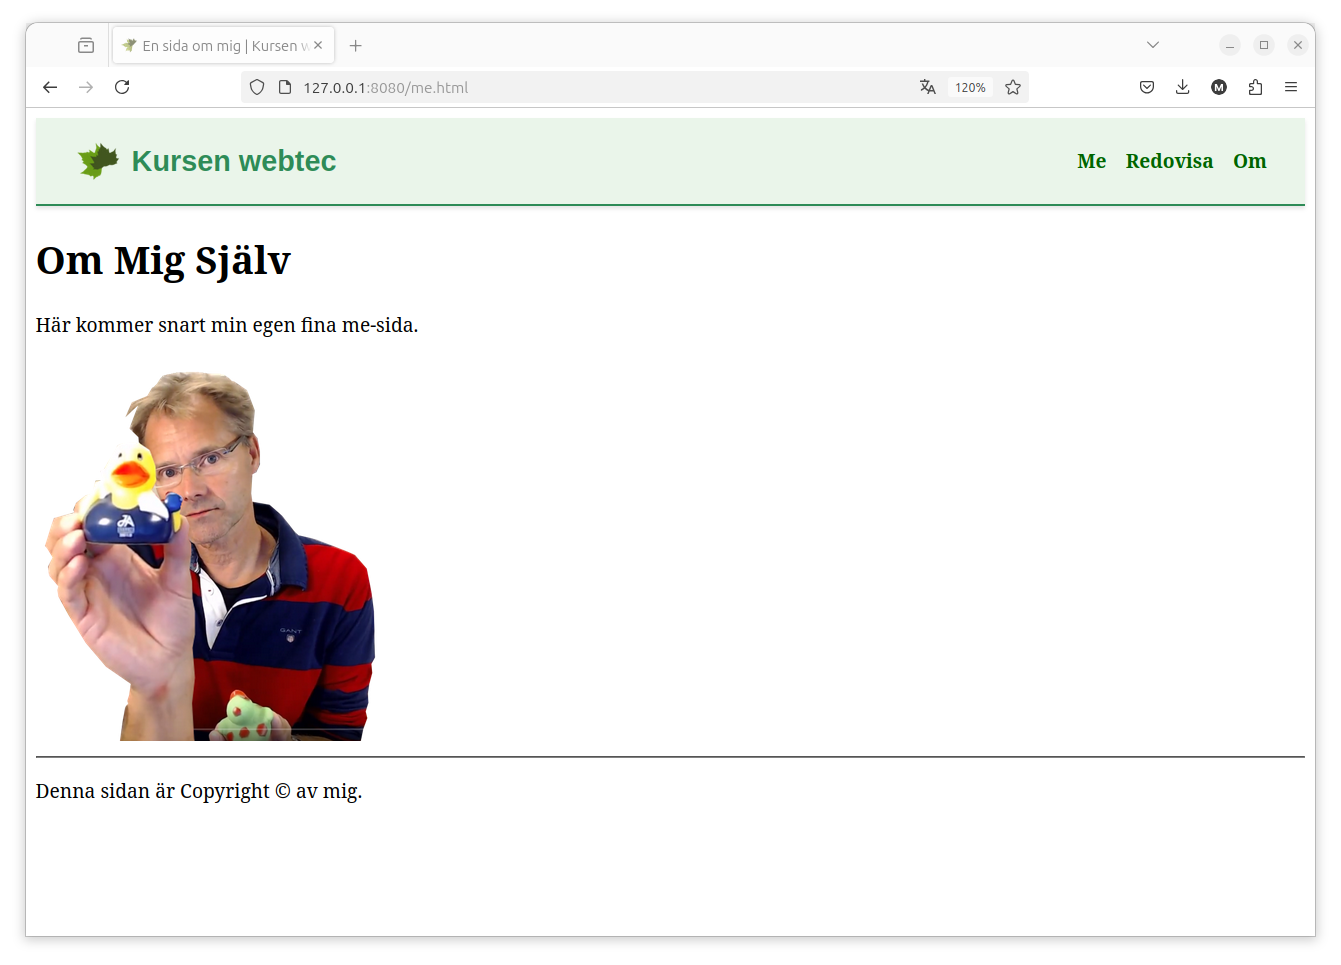 En sida om mig | Kursen w
127.0.0.1:8080/me.html
120%
M
Kursen webtec
Me Redovisa Om
Om Mig Själv
Här kommer snart min egen fina me-sida.
GANT
Denna sidan är Copyright © av mig.